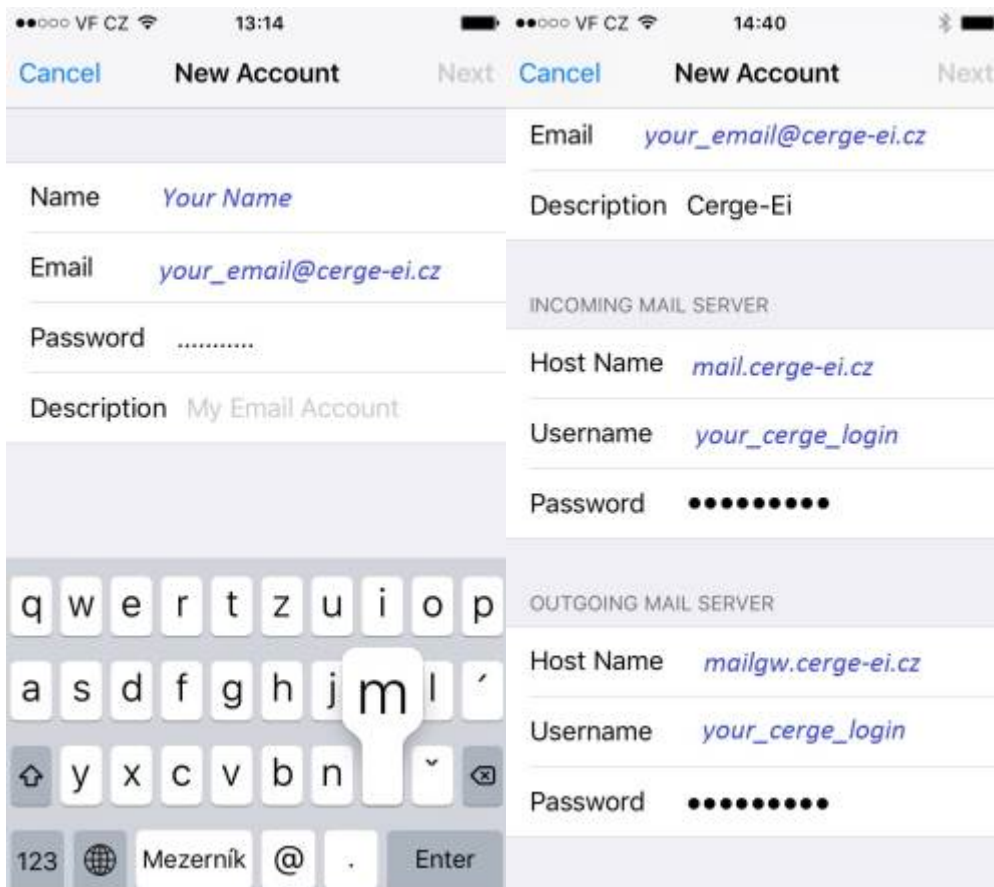 VF CZ 13:14
Cancel New Account Next
Name Your Name
Email your_email@cerge-ei.cz
Password ...........
Description My Email Account
q w e r t z u i o p
a s d f g h j m l ´
y x c v b n ˇ
123 Mezerník @ . Enter
VF CZ 14:40
Cancel New Account Next
Email your_email@cerge-ei.cz
Description Cerge-Ei
INCOMING MAIL SERVER
Host Name mail.cerge-ei.cz
Username your_cerge_login
Password ●●●●●●●●●
OUTGOING MAIL SERVER
Host Name mailgw.cerge-ei.cz
Username your_cerge_login
Password ●●●●●●●●●